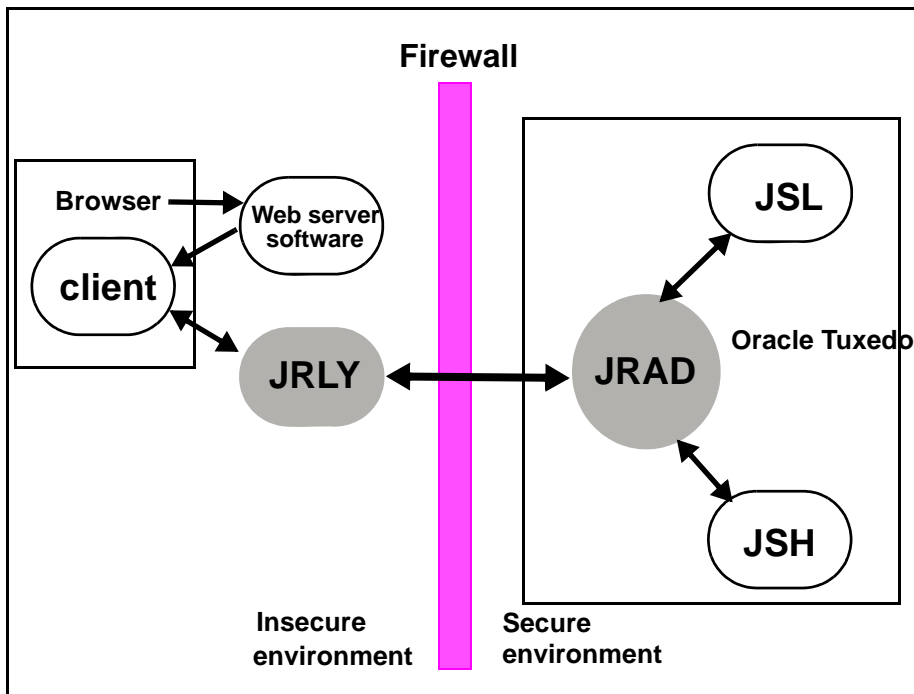 Firewall
Browser
Web server
software
client
JRLY
JSL
Oracle Tuxedo
JRAD
JSH
Insecure
environment
Secure
environment